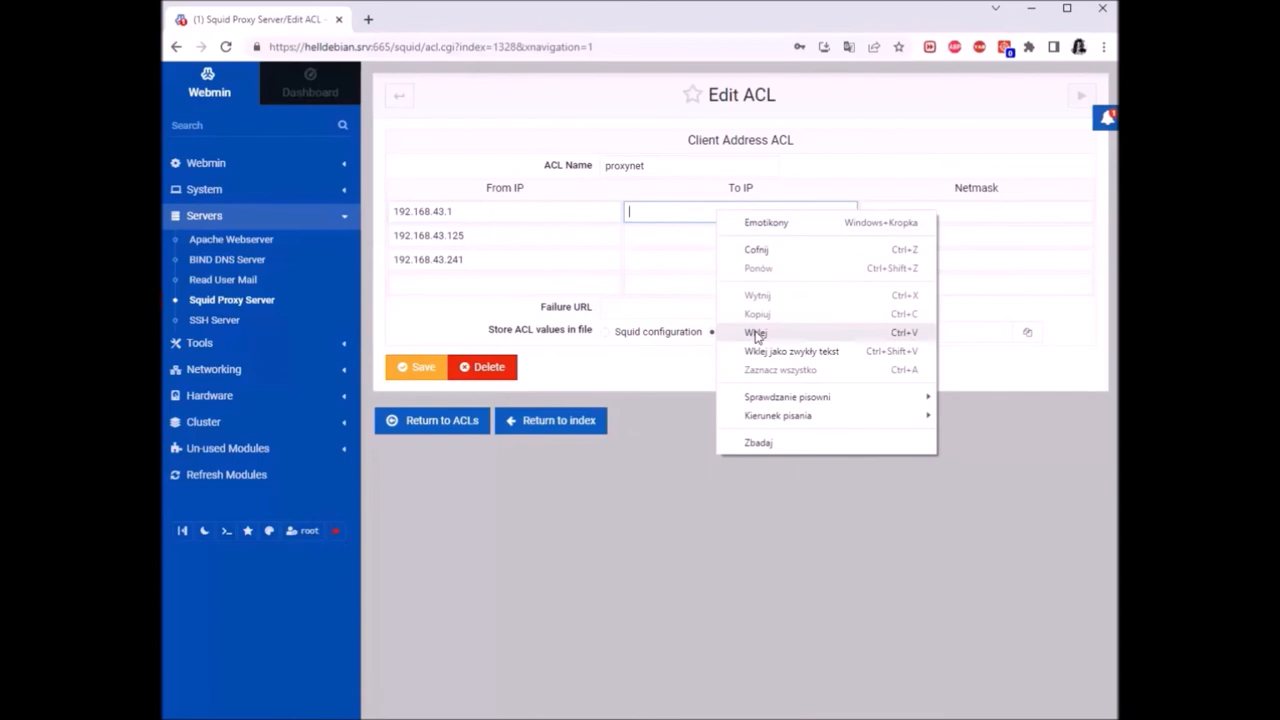 (1) Squid Proxy Server/Edit ACL -
https://helldebian.srv:665/squid/acl.cgi?index=1328&xnavigation=1
Webmin
Dashboard
Search
Webmin
System
Servers
Apache Webserver
BIND DNS Server
Read User Mail
Squid Proxy Server
SSH Server
Tools
Networking
Hardware
Cluster
Un-used Modules
Refresh Modules
root
Edit ACL
Client Address ACL
ACL Name proxynet
From IP To IP Netmask
192.168.43.1
192.168.43.125
192.168.43.241
Failure URL
Store ACL values in file Squid configuration
Save Delete
Return to ACLs Return to index
Emotikony Windows+Kropka
Cofnij Ctrl+Z
Ponów Ctrl+Shift+Z
Wytnij Ctrl+X
Kopiuj Ctrl+C
Wklej Ctrl+V
Wklej jako zwykły tekst Ctrl+Shift+V
Zaznacz wszystko Ctrl+A
Sprawdzanie pisowni
Kierunek pisania
Zbadaj